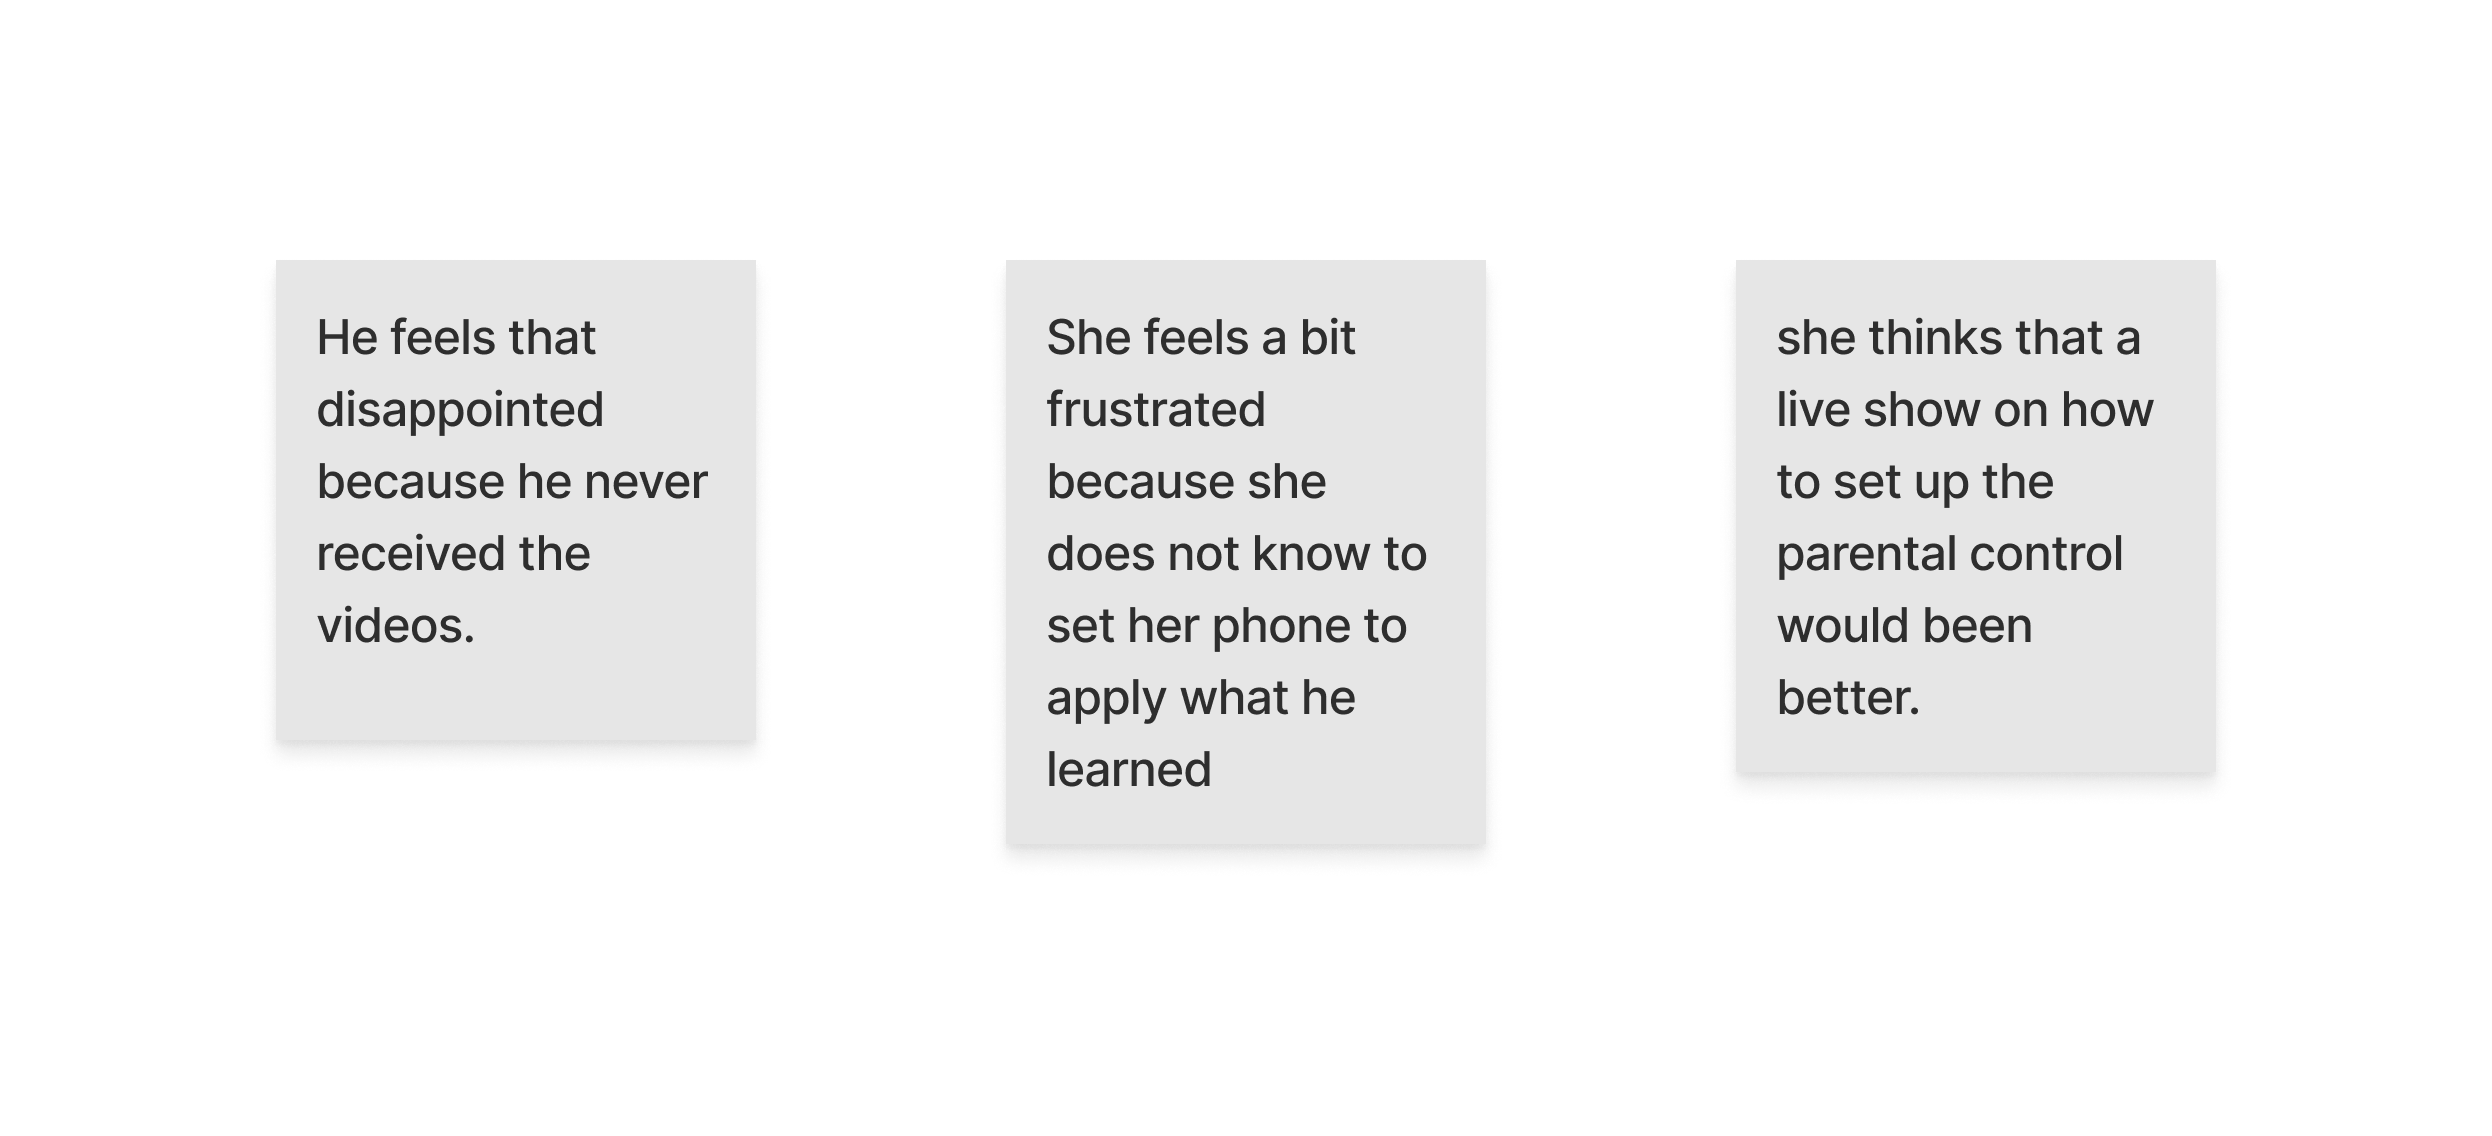 He feels that
disappointed
because he never
received the
videos.
She feels a bit
frustrated
because she
does not know to
set her phone to
apply what he
learned
she thinks that a
live show on how
to set up the
parental control
would been
better.